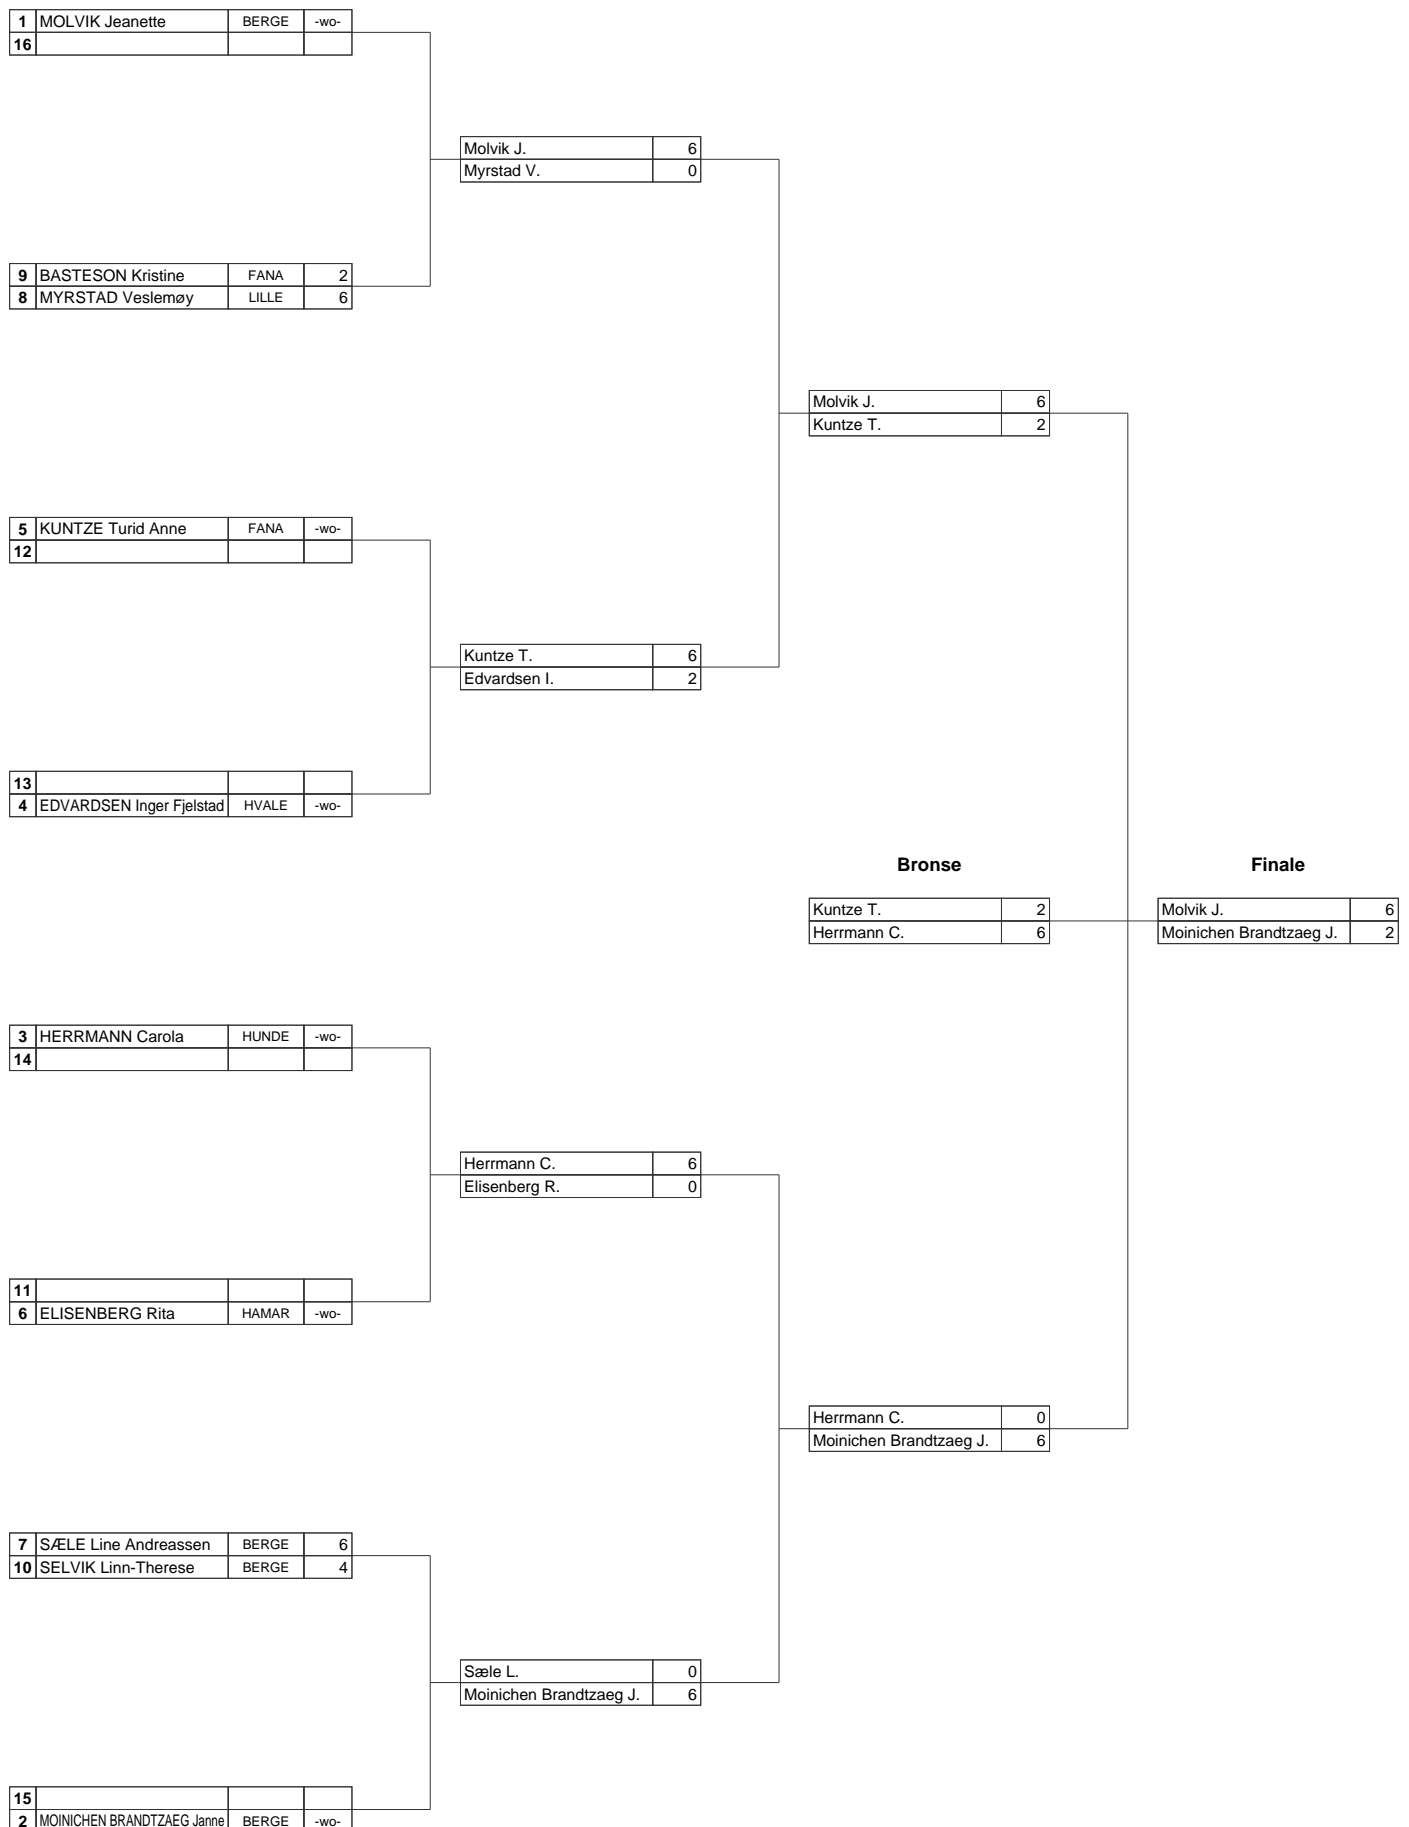 1 MOLVIK Jeanette BERGE -wo-
16
Molvik J. 6
Myrstad V. 0
9 BASTESON Kristine FANA 2
8 MYRSTAD Veslemøy LILLE 6
Molvik J. 6
Kuntze T. 2
5 KUNTZE Turid Anne FANA -wo-
12
Kuntze T. 6
Edvardsen I. 2
13
4 EDVARDSEN Inger Fjelstad HVALE -wo-
Bronse Finale
Kuntze T. 2 Molvik J. 6
Herrmann C. 6 Moinichen Brandtzaeg J. 2
3 HERRMANN Carola HUNDE -wo-
14
Herrmann C. 6
Elisenberg R. 0
11
6 ELISENBERG Rita HAMAR -wo-
Herrmann C. 0
Moinichen Brandtzaeg J. 6
7 SÆLE Line Andreassen BERGE 6
10 SELVIK Linn-Therese BERGE 4
Sæle L. 0
Moinichen Brandtzaeg J. 6
15
2 MOINICHEN BRANDTZAEG Janne BERGE -wo-